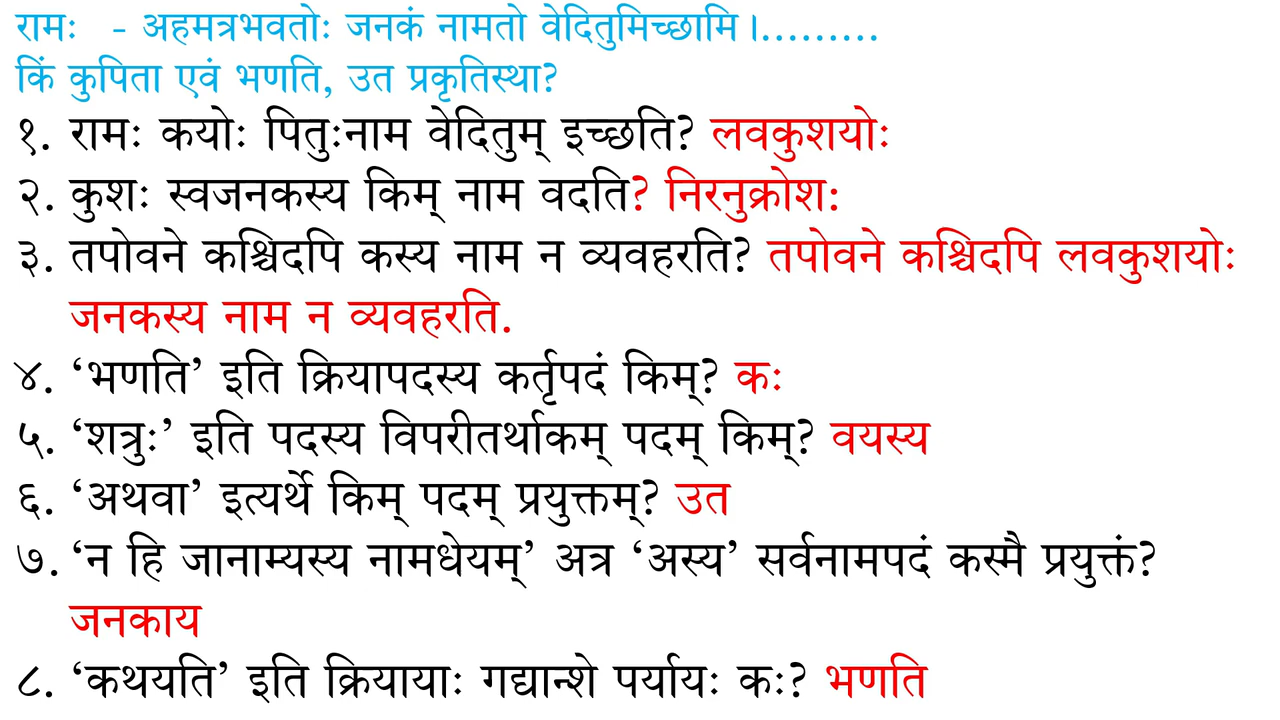 रामः - अहमत्रभवतोः जनकं नामतो वेदितुमिच्छामि।.........
किं कुपिता एवं भणति, उत प्रकृतिस्था?
१. रामः कयोः पितुःनाम वेदितुम् इच्छति? लवकुशयोः
२. कुशः स्वजनकस्य किम् नाम वदति? निरनुक्रोश:
३. तपोवने कश्चिदपि कस्य नाम न व्यवहरति? तपोवने कश्चिदपि लवकुशयोः
जनकस्य नाम न व्यवहरति.
४. ‘भणति’ इति क्रियापदस्य कर्तृपदं किम्? कः
५. ‘शत्रुः’ इति पदस्य विपरीतर्थाकम् पदम् किम्? वयस्य
६. ‘अथवा’ इत्यर्थे किम् पदम् प्रयुक्तम्? उत
७. ‘न हि जानाम्यस्य नामधेयम्’ अत्र ‘अस्य’ सर्वनामपदं कस्मै प्रयुक्तं?
जनकाय
८. ‘कथयति’ इति क्रियायाः गद्यान्शे पर्यायः कः? भणति